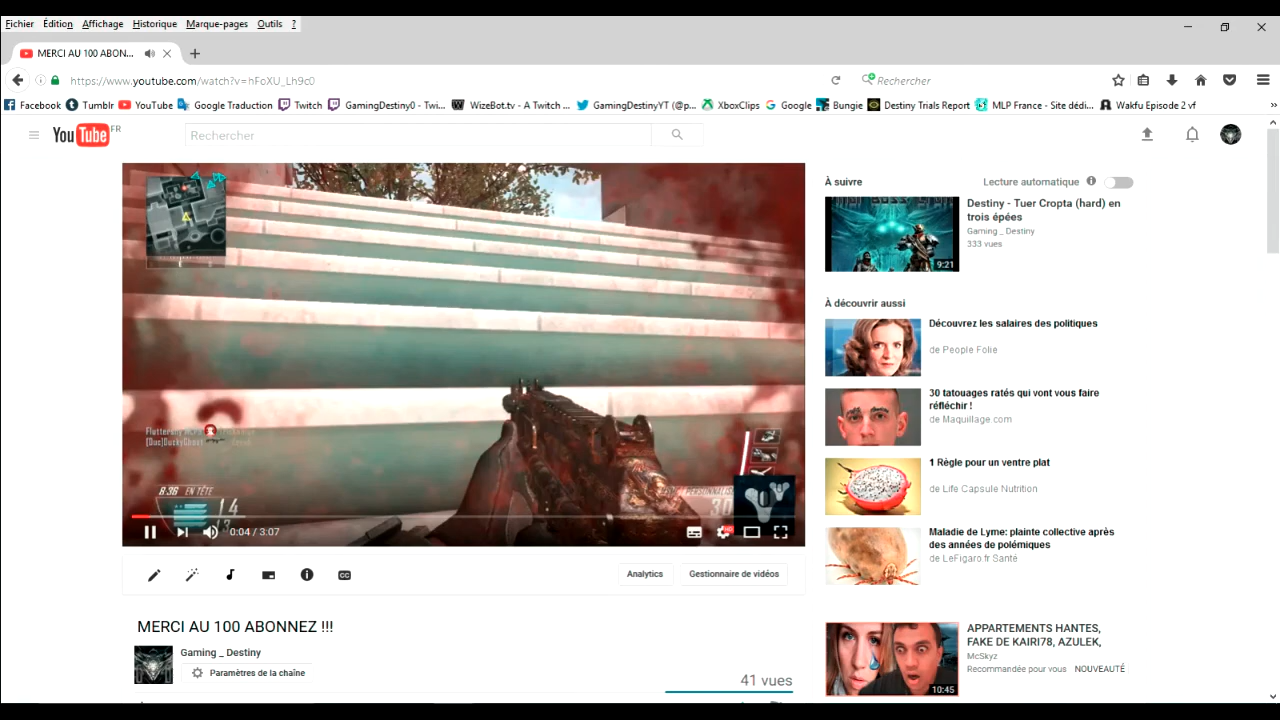 Fichier Édition Affichage Historique Marque-pages Outils ?
MERCI AU 100 ABON...
https://www.youtube.com/watch?v=hFoXU_Lh9c0
Rechercher
Facebook Tumblr YouTube Google Traduction Twitch GamingDestiny0 - Twi... WizeBot.tv - A Twitch ... GamingDestinyYT (@p... XboxClips Google Bungie Destiny Trials Report MLP France - Site dédi... Wakfu Episode 2 vf »
YouTube FR
Rechercher
À suivre
Lecture automatique
Destiny - Tuer Cropta (hard) en
trois épées
Gaming _ Destiny
333 vues
9:21
À découvrir aussi
Découvrez les salaires des politiques
de People Folie
30 tatouages ratés qui vont vous faire
réfléchir !
de Maquillage.com
1 Règle pour un ventre plat
de Life Capsule Nutrition
Maladie de Lyme: plainte collective après
des années de polémiques
de LeFigaro.fr Santé
APPARTEMENTS HANTES,
FAKE DE KAIRI78, AZULEK,
McSkyz
Recommandée pour vous NOUVEAUTÉ
10:45
[Duc]DuckyGhost
8:36 EN TÊTE
14
13
30
0:04 / 3:07
HD
CC
Analytics
Gestionnaire de vidéos
MERCI AU 100 ABONNEZ !!!
Gaming _ Destiny
Paramètres de la chaîne
41 vues